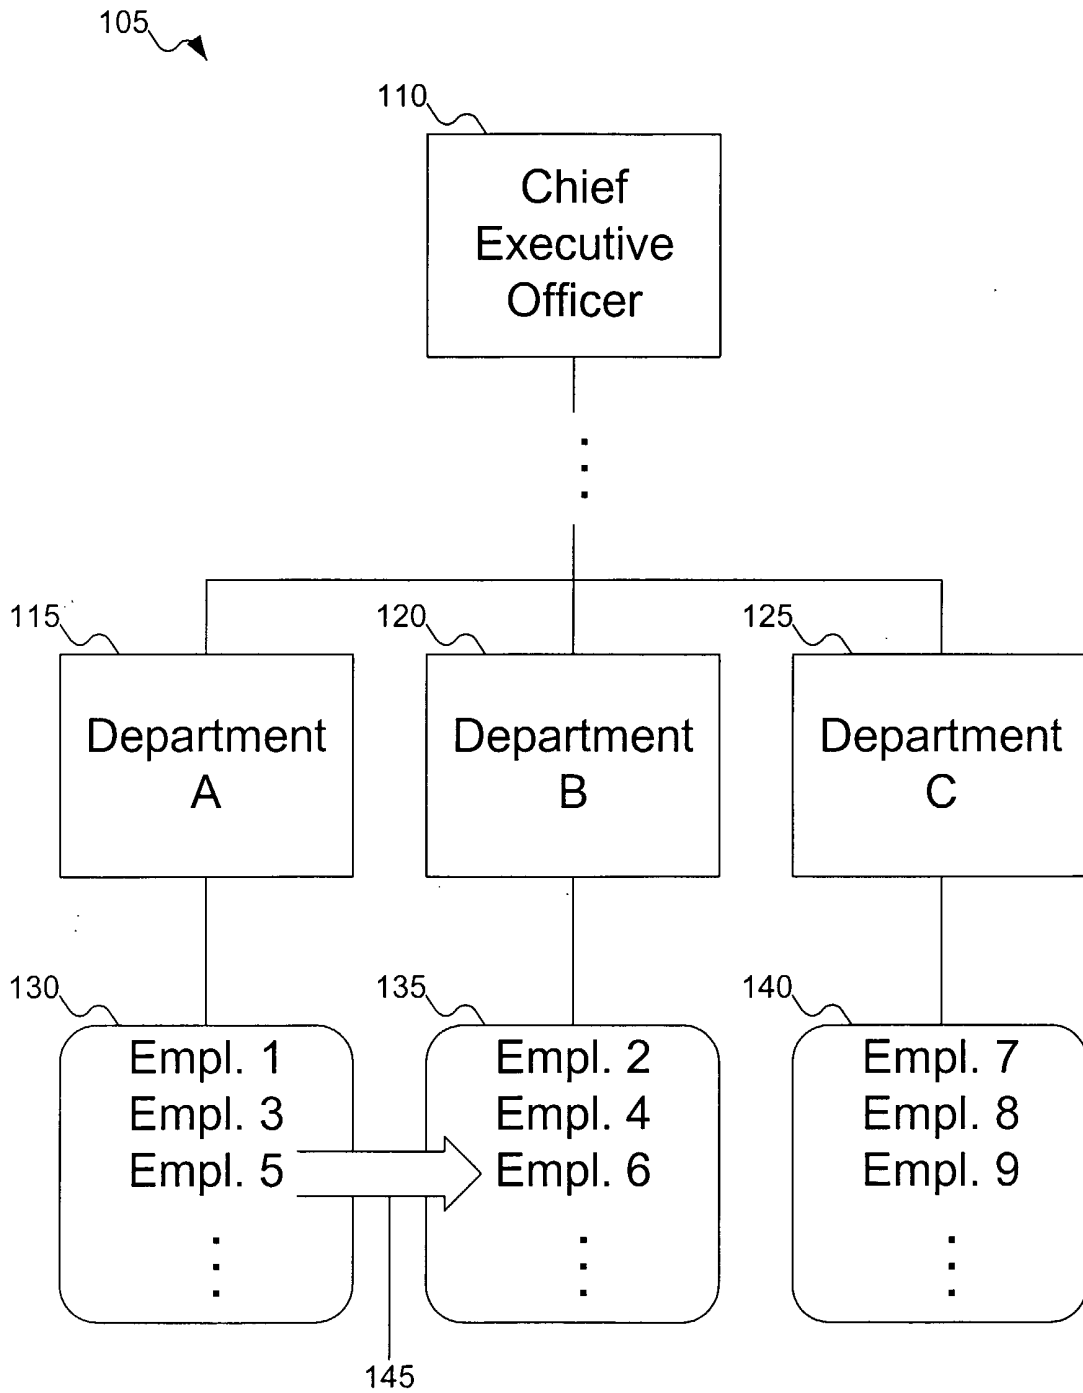 105
110
Chief
Executive
Officer
115
120
125
Department
A
Department
B
Department
C
130
135
140
Empl. 1
Empl. 3
Empl. 5
Empl. 2
Empl. 4
Empl. 6
Empl. 7
Empl. 8
Empl. 9
145